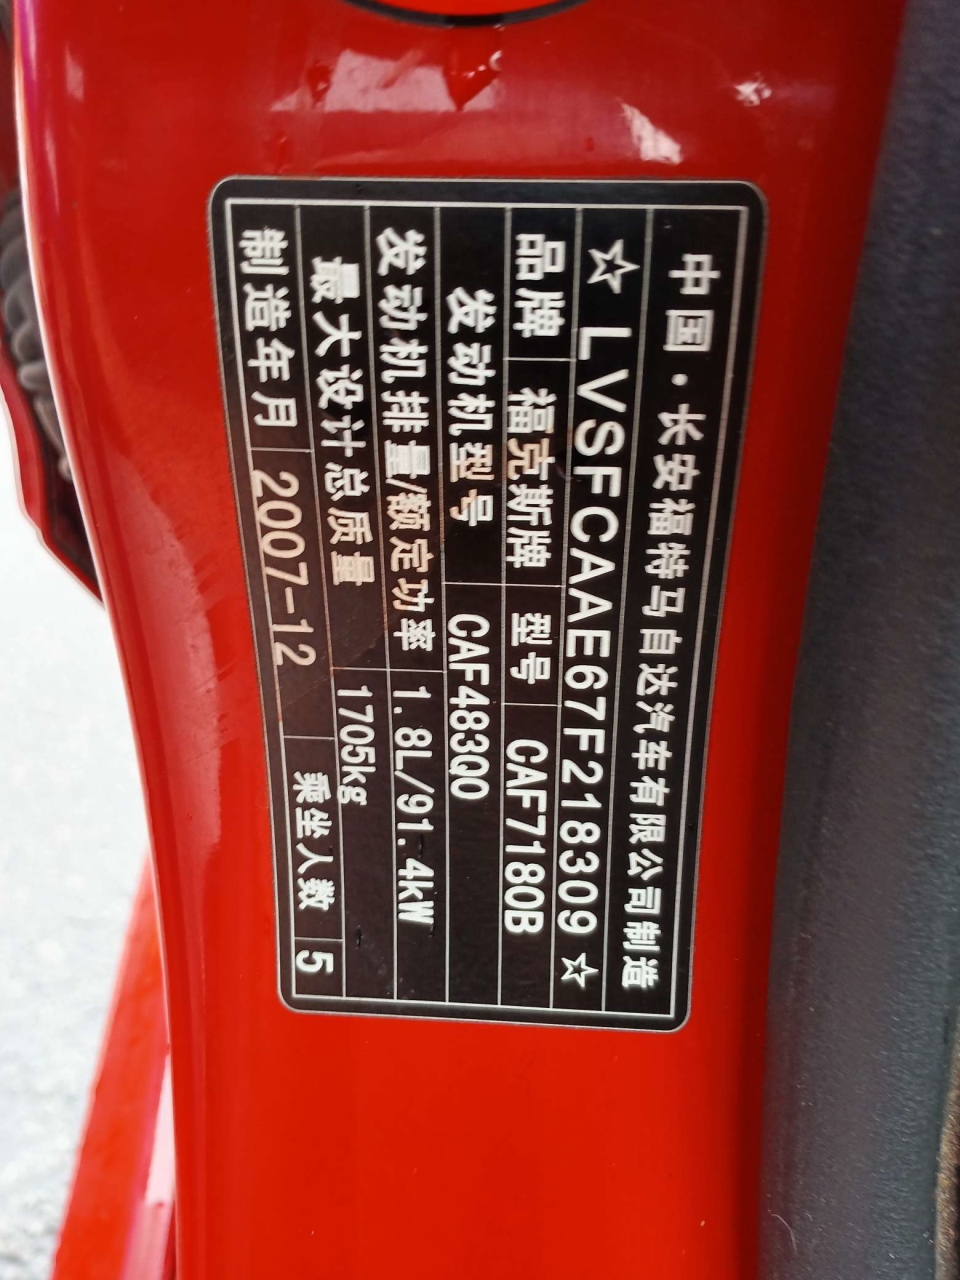 中国·长安福特马自达汽车有限公司制造
☆LVSFCAAE67F218309☆
品牌 福克斯牌 型号 CAF7180B
发动机型号 CAF483Q0
发动机排量/额定功率 1.8L/91.4kW
最大设计总质量 1705kg
制造年月 2007-12 乘坐人数 5